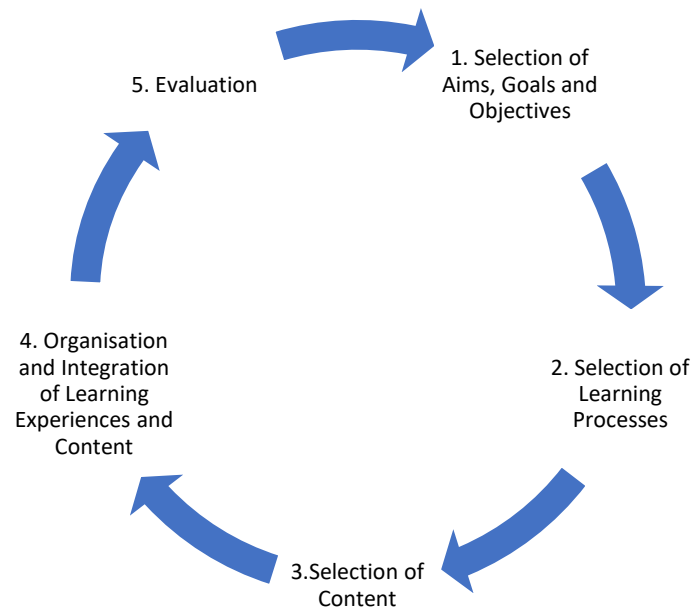 1. Selection of
Aims, Goals and
Objectives
2. Selection of
Learning
Processes
3.Selection of
Content
4. Organisation
and Integration
of Learning
Experiences and
Content
5. Evaluation